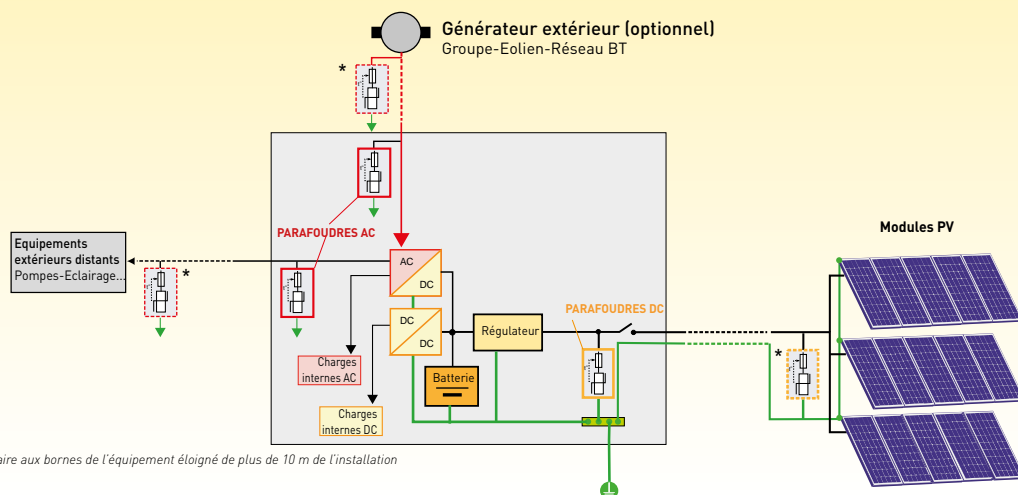 Générateur extérieur (optionnel)
Groupe-Eolien-Réseau BT
*
PARAFOUDRES AC
Equipements
extérieurs distants
Pompes-Eclairage...
*
AC
DC
DC
DC
Charges
internes AC
Charges
internes DC
Batterie
Régulateur
PARAFOUDRES DC
*
Modules PV
aire aux bornes de l'équipement éloigné de plus de 10 m de l'installation